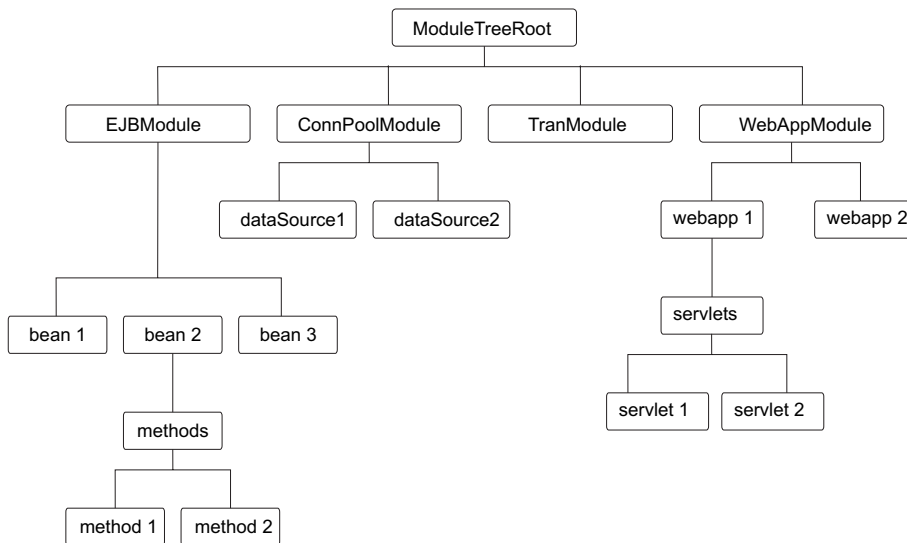 ModuleTreeRoot
EJBModule
ConnPoolModule
TranModule
WebAppModule
dataSource1
dataSource2
webapp 1
webapp 2
servlets
bean 1
bean 2
bean 3
servlet 1
servlet 2
methods
method 1
method 2